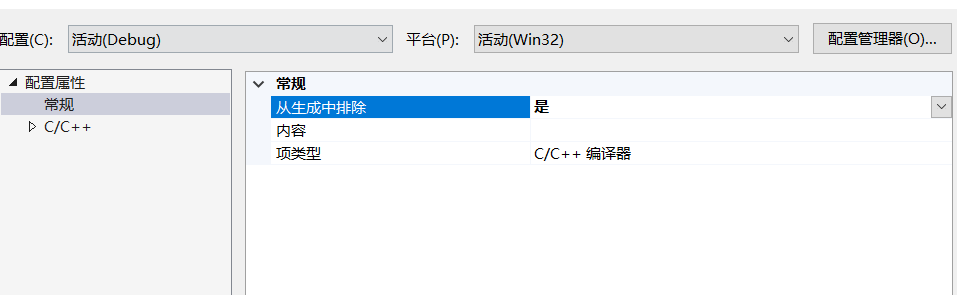 配置(C): 活动(Debug) 平台(P): 活动(Win32) 配置管理器(O)...
配置属性
常规
C/C++
常规
从生成中排除 是
内容
项类型 C/C++ 编译器